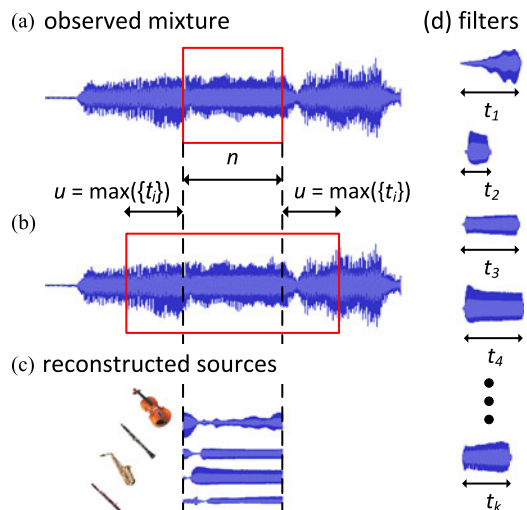 (a) observed mixture
n
u = max({tᵢ}) u = max({tᵢ})
(b)
(c) reconstructed sources
(d) filters
t₁
t₂
t₃
t₄
tₖ